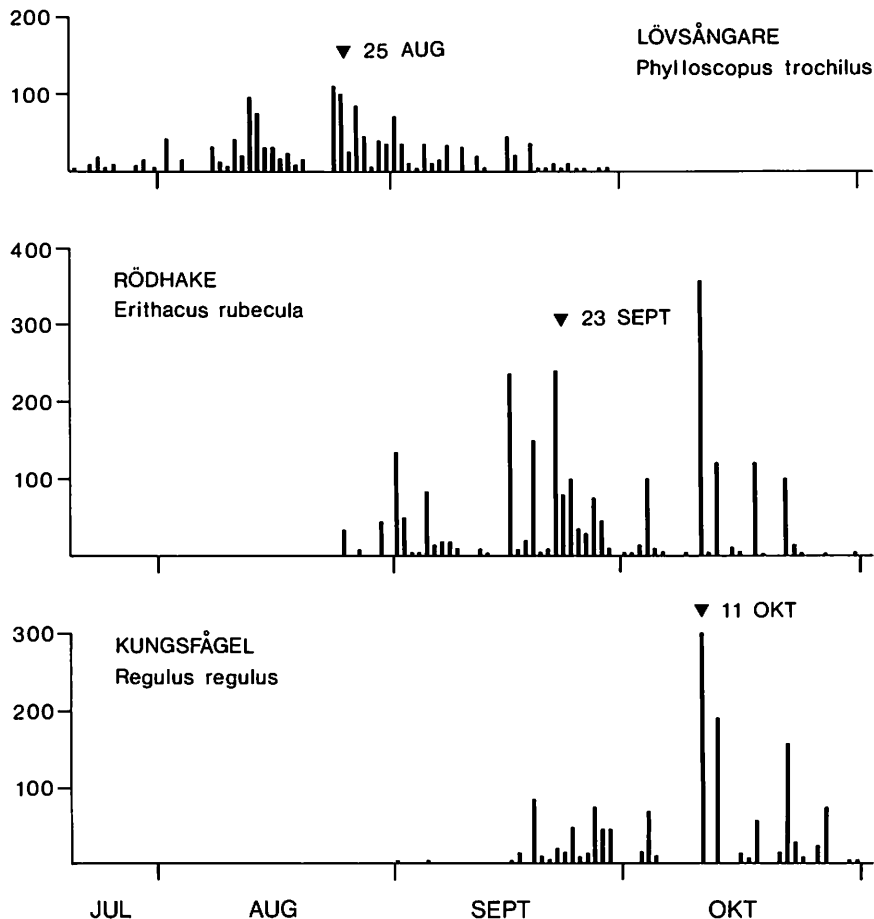 200
100
▼ 25 AUG
LÖVSÅNGARE
Phylloscopus trochilus
400
300
200
100
RÖDHAKE
Erithacus rubecula
▼ 23 SEPT
300
200
100
KUNGSFÅGEL
Regulus regulus
▼ 11 OKT
JUL AUG SEPT OKT